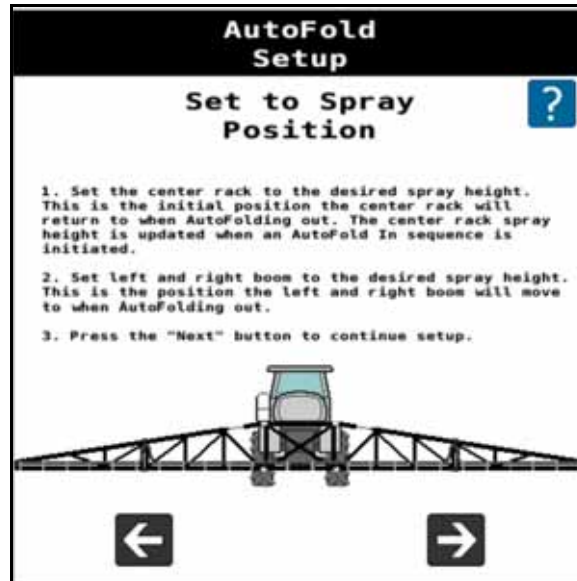 AutoFold
Setup
Set to Spray
Position
?
1. Set the center rack to the desired spray height.
This is the initial position the center rack will
return to when AutoFolding out. The center rack spray
height is updated when an AutoFold In sequence is
initiated.
2. Set left and right boom to the desired spray height.
This is the position the left and right boom will move
to when AutoFolding out.
3. Press the "Next" button to continue setup.